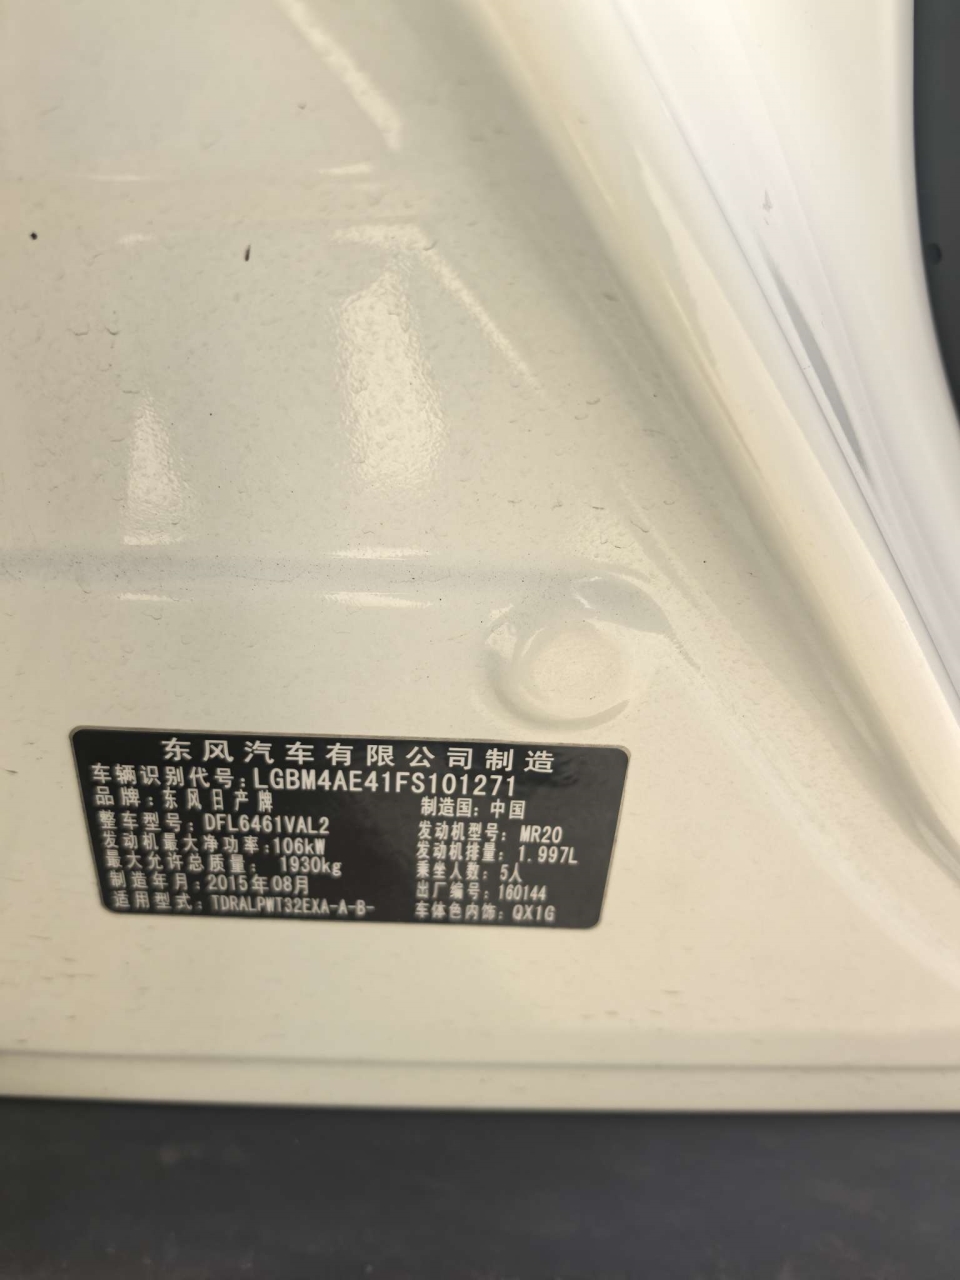 东风汽车有限公司制造
车辆识别代号：LGBM4AE41FS101271
品牌：东风日产牌 制造国：中国
整车型号：DFL6461VAL2 发动机型号：MR20
发动机最大净功率：106kW 发动机排量：1.997L
最大允许总质量：1930kg 乘坐人数：5人
制造年月：2015年08月 出厂编号：160144
适用型式：TDRALPWT32EXA-A-B- 车体色内饰：QX1G